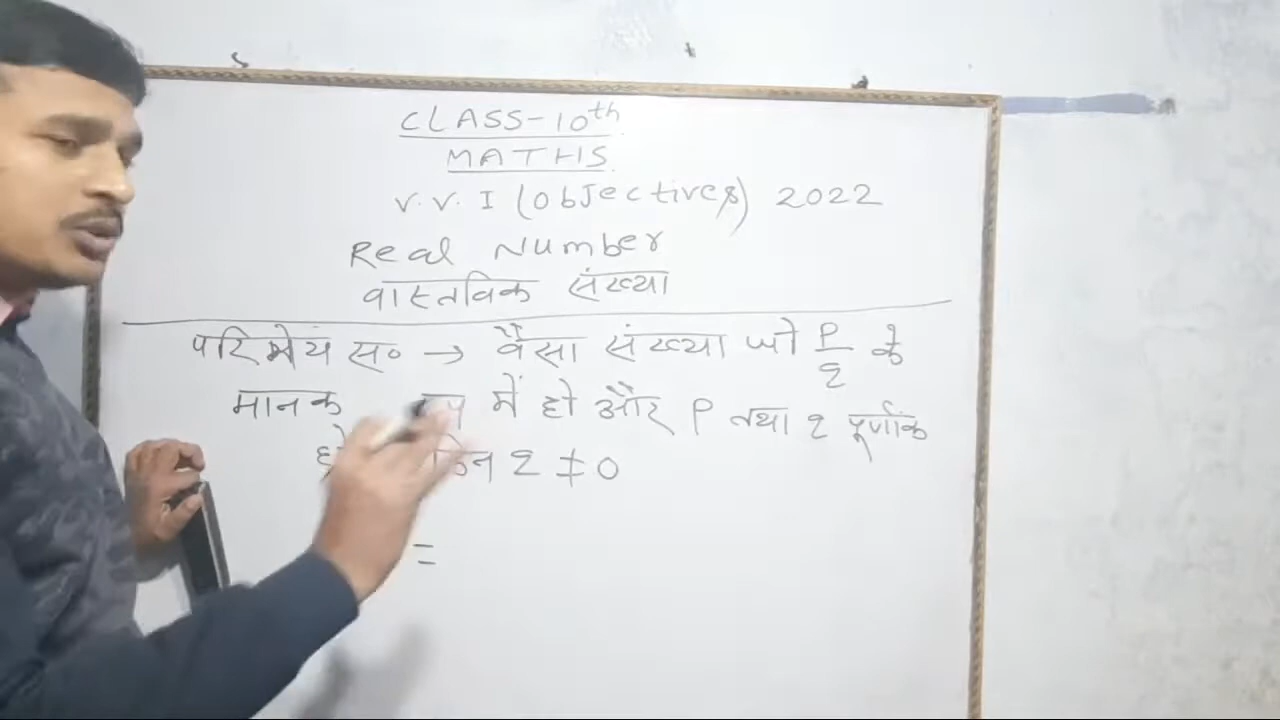 CLASS-10th
MATHS
V.V.I (Objectives) 2022
Real Number
वास्तविक संख्या
परिमेय सं० → वैसा संख्या जो P/q के
मानक में हो और P तथा q पूर्णांक
q ≠ 0
=